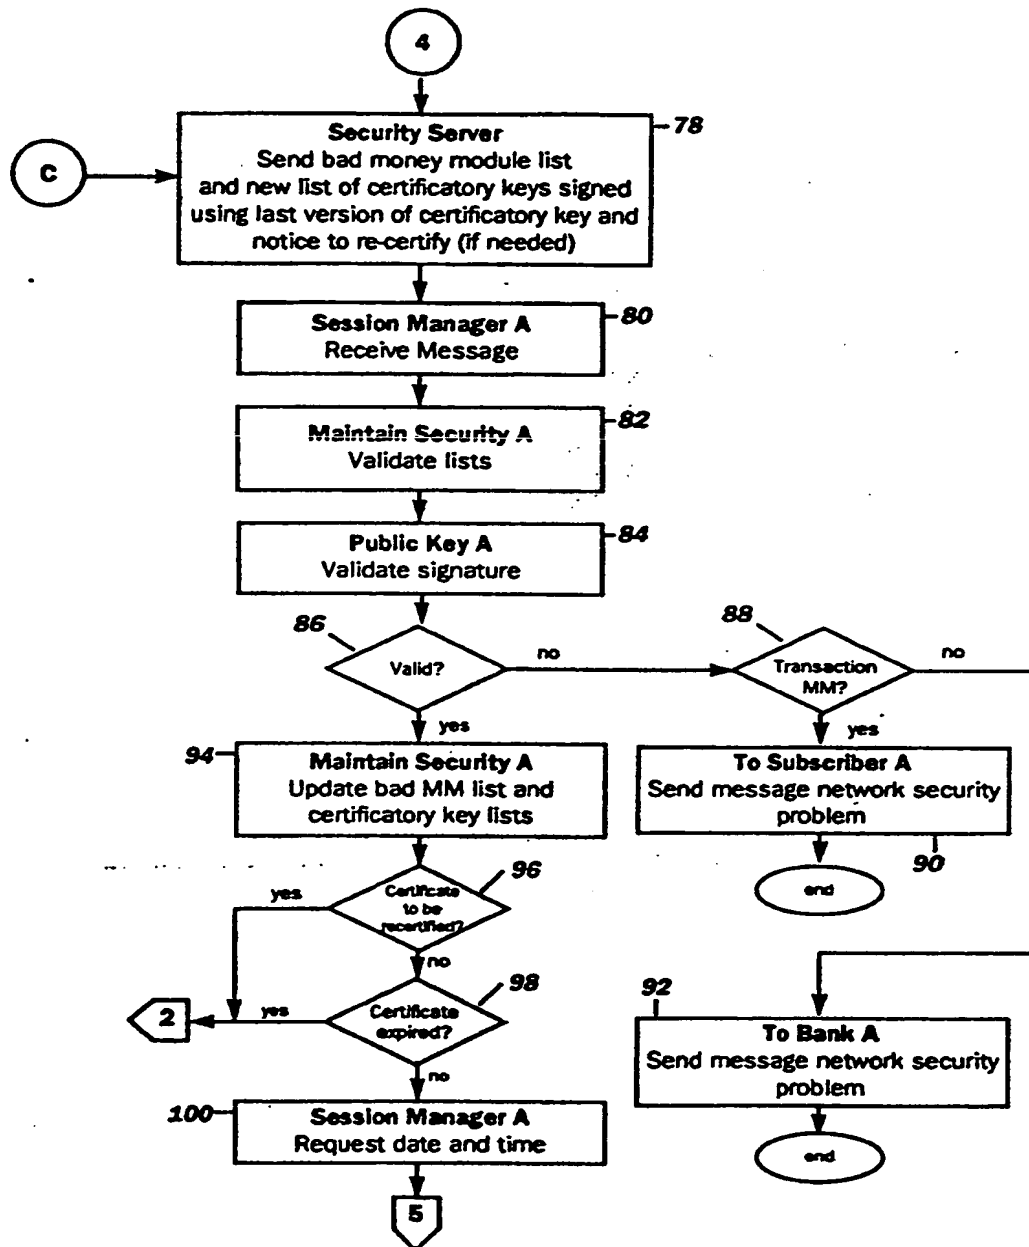 4
C
Security Server
Send bad money module list
and new list of certificatory keys signed
using last version of certificatory key and
notice to re-certify (if needed)
78
Session Manager A
Receive Message
80
Maintain Security A
Validate lists
82
Public Key A
Validate signature
84
86
Valid?
no
yes
88
Transaction
MM?
no
yes
94
Maintain Security A
Update bad MM list and
certificatory key lists
To Subscriber A
Send message network security
problem
90
end
96
Certificate
to be
recertified?
yes
no
98
Certificate
expired?
yes
2
no
92
To Bank A
Send message network security
problem
end
100
Session Manager A
Request date and time
5